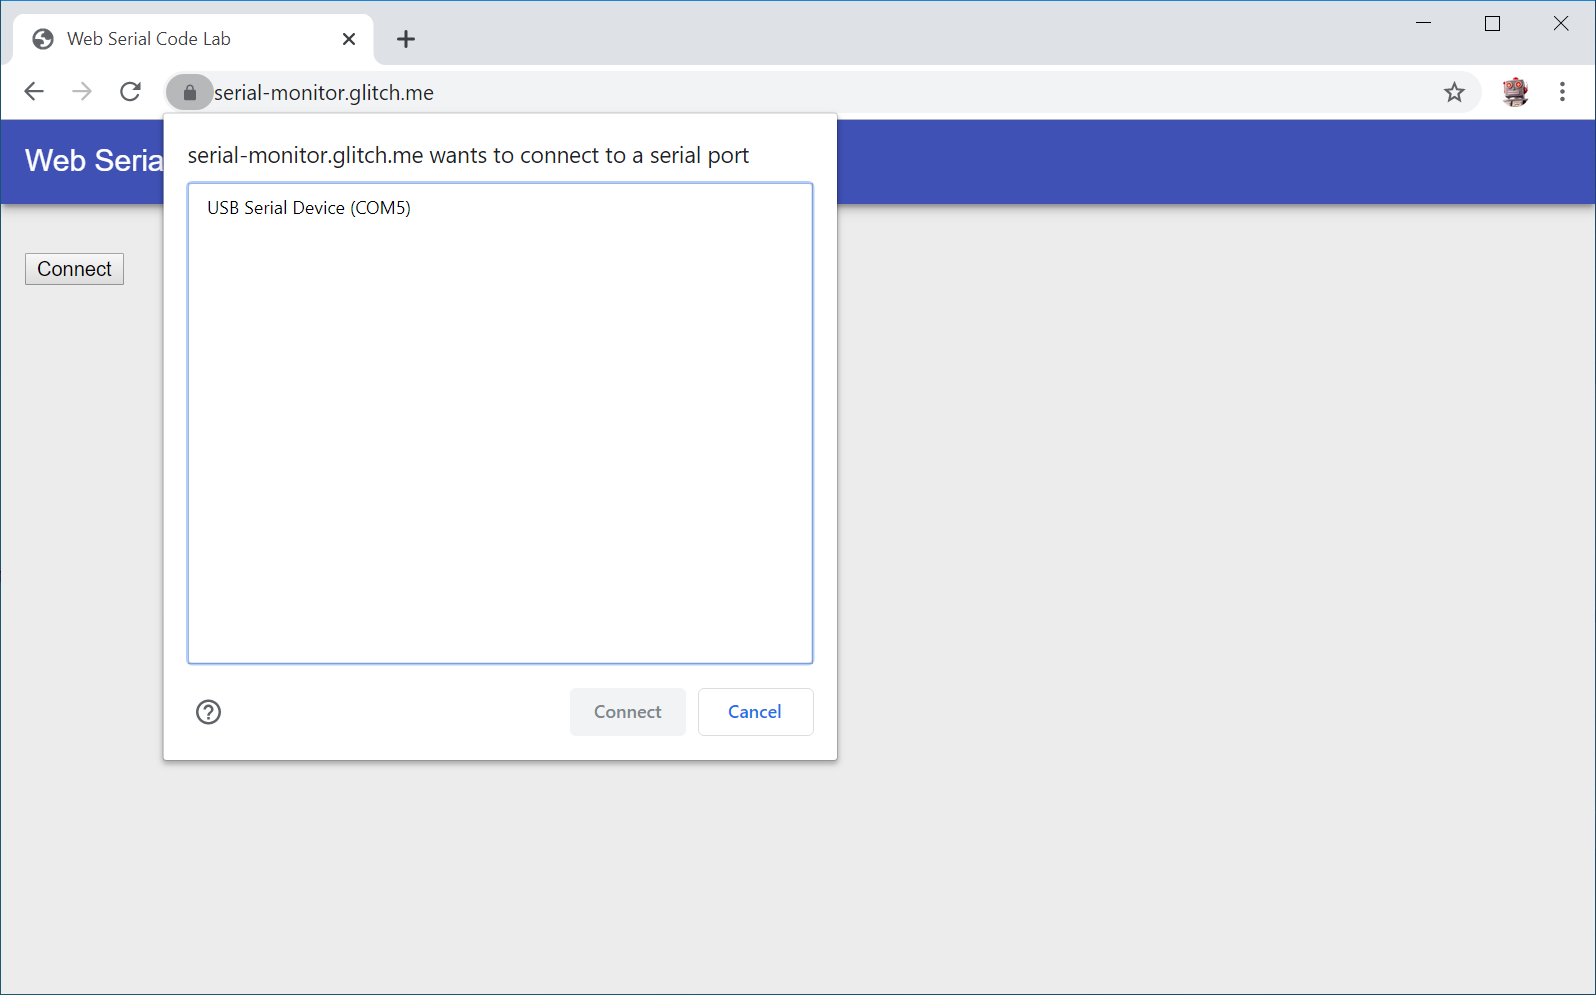 Web Serial Code Lab
serial-monitor.glitch.me
Web Seria
serial-monitor.glitch.me wants to connect to a serial port
USB Serial Device (COM5)
Connect
Connect
Cancel